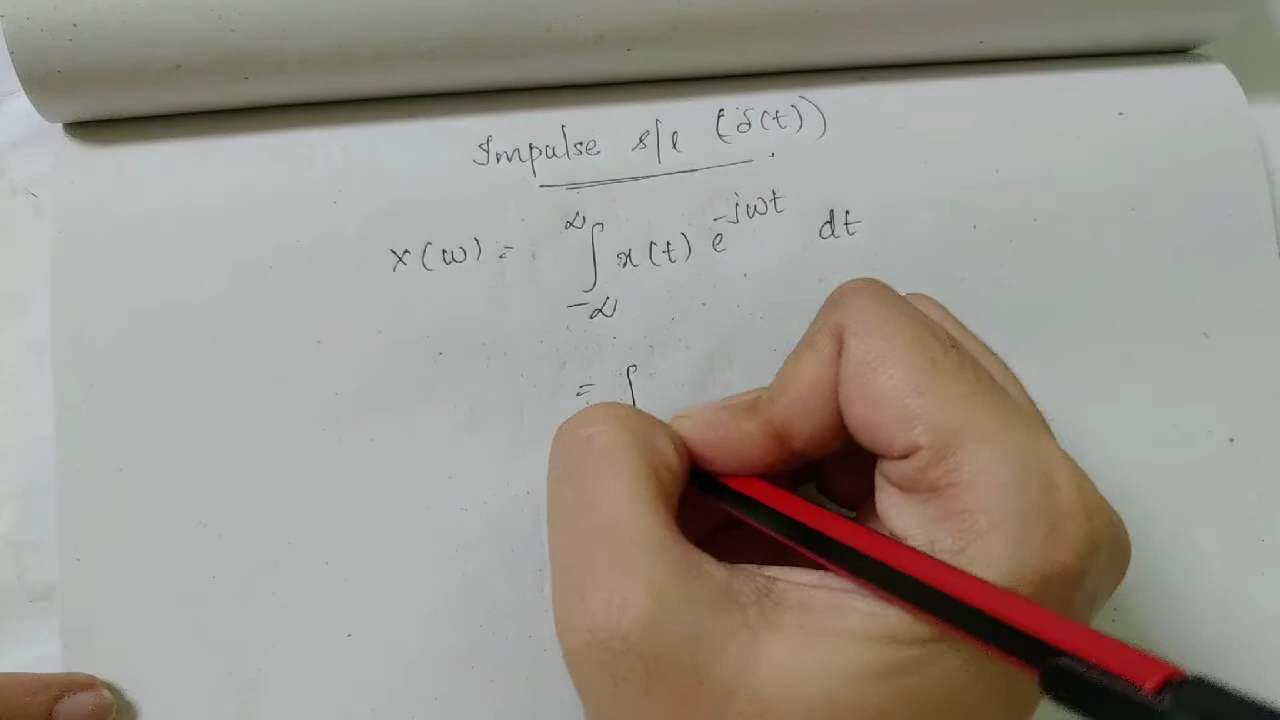 Impulse s/l (δ(t))
x(ω) = ∫_{-∞}^{∞} x(t) e^{-jωt} dt
= ∫